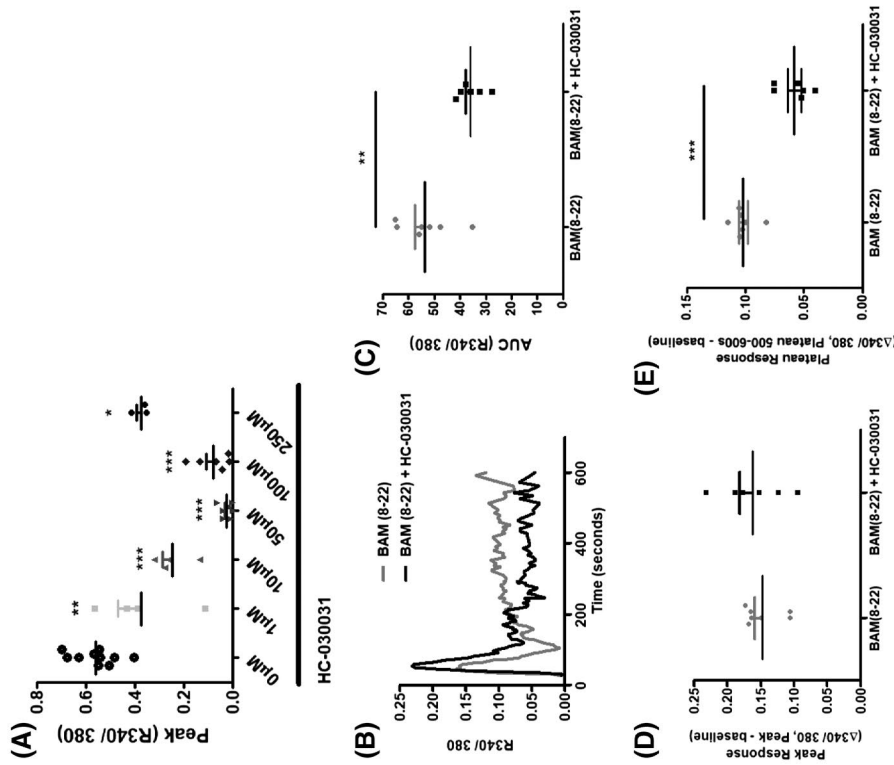 (A)
Peak (R340/ 380)
0.8
0.6
0.4
0.2
0.0
**
***
***
***
*
0µM
1µM
10µM
50µM
100µM
250µM
HC-030031
(B)
R340/ 380
0.25
0.20
0.15
0.10
0.05
0.00
BAM (8-22)
BAM (8-22) + HC-030031
0
200
400
600
Time (seconds)
(C)
AUC (R340/ 380)
70
60
50
40
30
20
10
0
**
BAM(8-22)
BAM(8-22) + HC-030031
(D)
Peak Response
(Δ340/ 380, Peak - baseline)
0.25
0.20
0.15
0.10
0.05
0.00
BAM(8-22)
BAM(8-22) + HC-030031
(E)
Plateau Response
(Δ340/ 380, Plateau 500-600s - baseline)
0.15
0.10
0.05
0.00
***
BAM (8-22)
BAM (8-22) + HC-030031